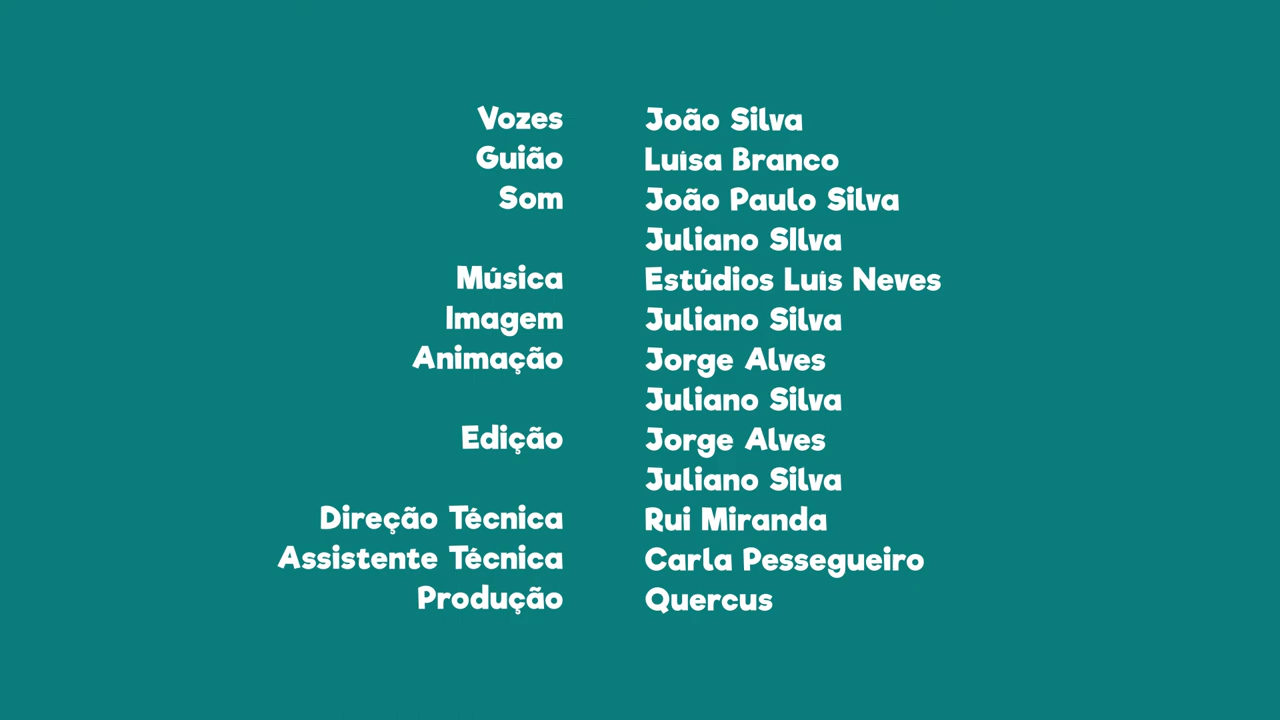 Vozes João Silva
Guião Luísa Branco
Som João Paulo Silva
Juliano SIlva
Música Estúdios Luís Neves
Imagem Juliano Silva
Animação Jorge Alves
Juliano Silva
Edição Jorge Alves
Juliano Silva
Direção Técnica Rui Miranda
Assistente Técnica Carla Pessegueiro
Produção Quercus